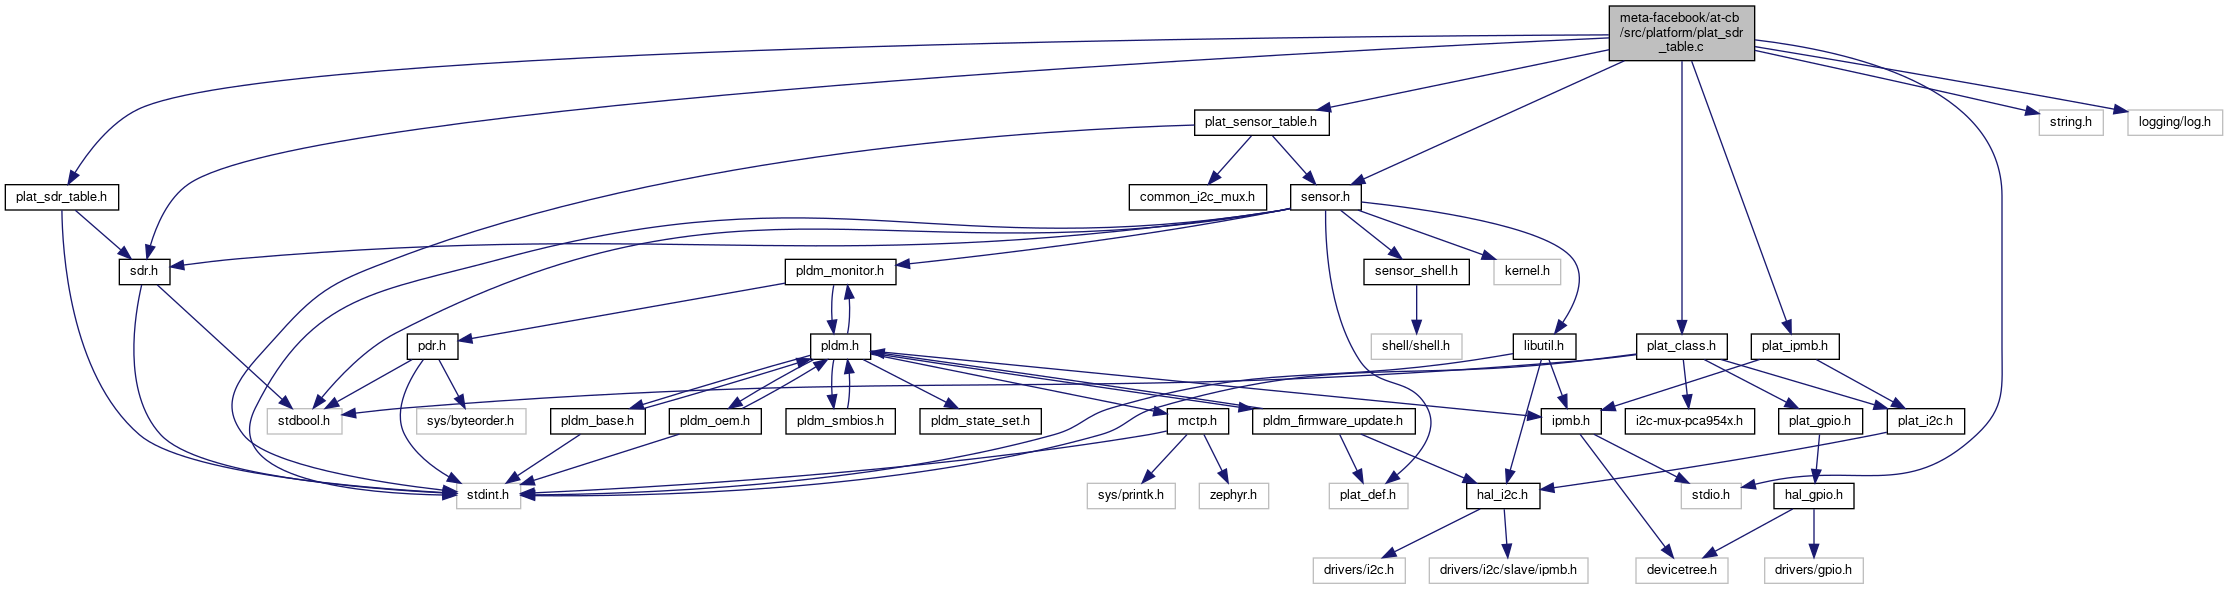 meta-facebook/at-cb
/src/platform/plat_sdr
_table.c
plat_sensor_table.h
string.h
logging/log.h
plat_sdr_table.h
common_i2c_mux.h
sensor.h
sdr.h
pldm_monitor.h
sensor_shell.h
kernel.h
pdr.h
pldm.h
shell/shell.h
libutil.h
plat_class.h
plat_ipmb.h
stdbool.h
sys/byteorder.h
pldm_base.h
pldm_oem.h
pldm_smbios.h
pldm_state_set.h
mctp.h
pldm_firmware_update.h
ipmb.h
i2c-mux-pca954x.h
plat_gpio.h
plat_i2c.h
stdint.h
sys/printk.h
zephyr.h
plat_def.h
hal_i2c.h
stdio.h
hal_gpio.h
drivers/i2c.h
drivers/i2c/slave/ipmb.h
devicetree.h
drivers/gpio.h